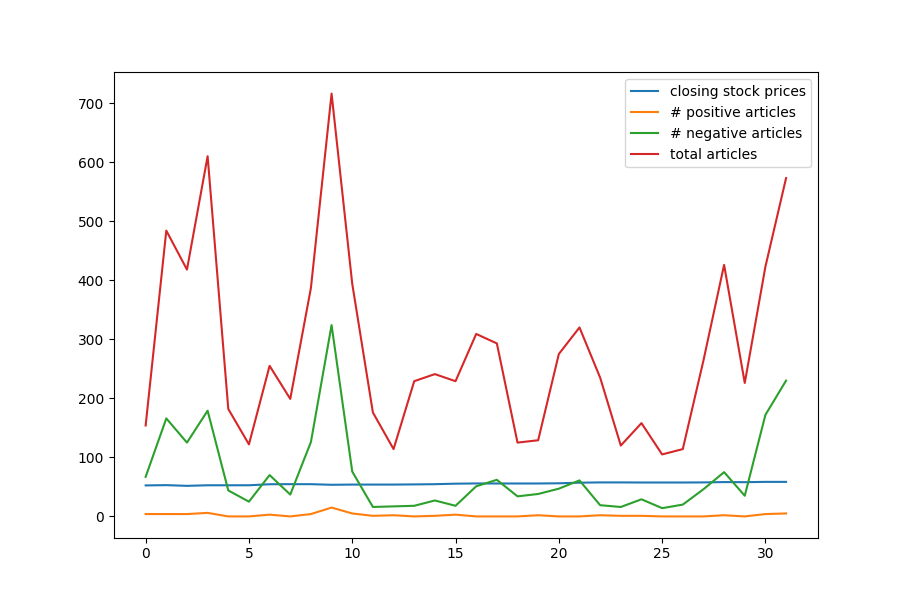 closing stock prices
# positive articles
# negative articles
total articles
700
600
500
400
300
200
100
0
0 5 10 15 20 25 30